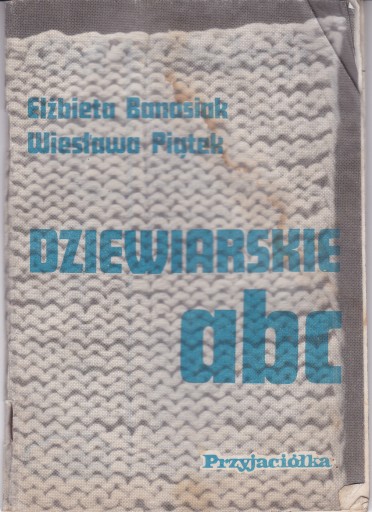 Elżbieta Banasiak
Wiesława Piątek
DZIEWIARSKIE
abc
Przyjaciółka